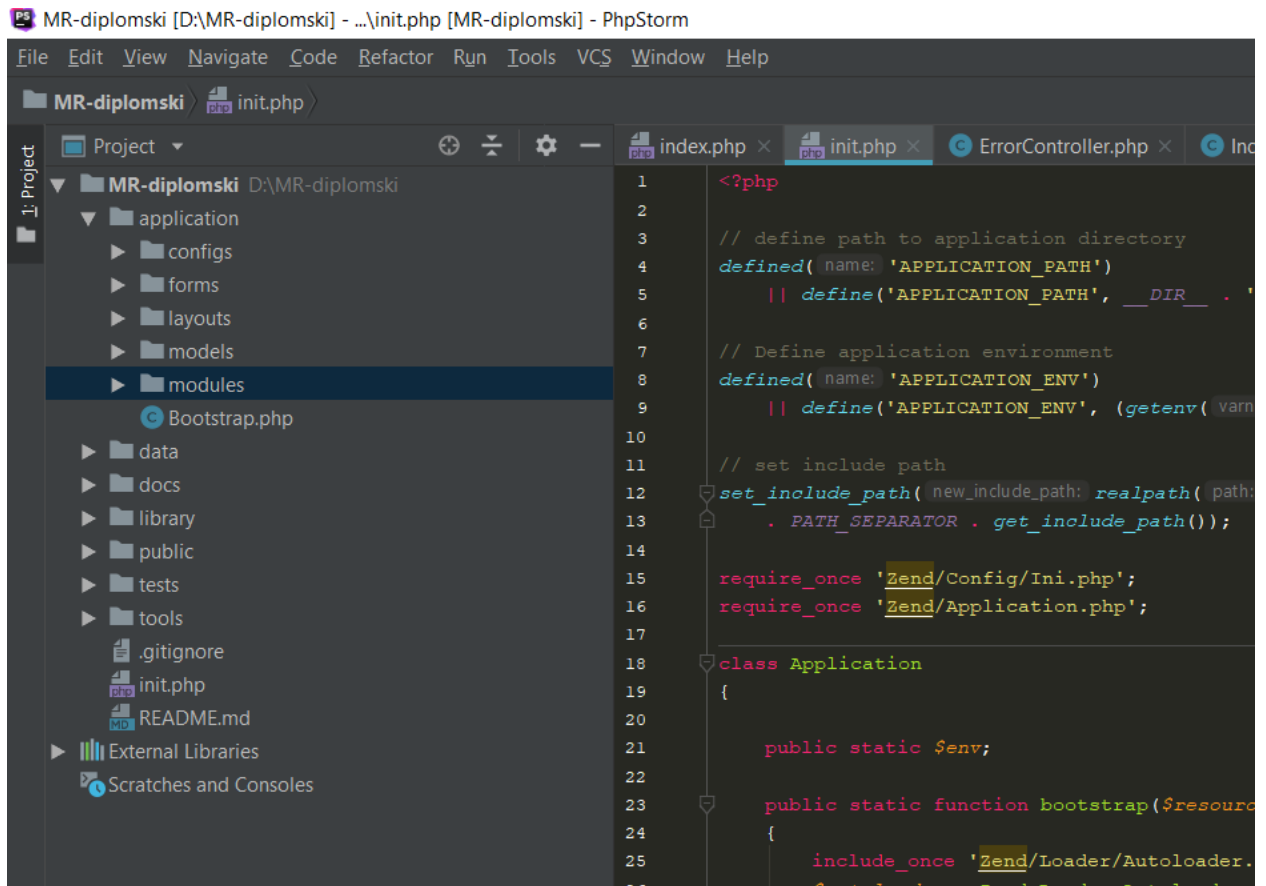 MR-diplomski [D:\MR-diplomski] - ...\init.php [MR-diplomski] - PhpStorm
File Edit View Navigate Code Refactor Run Tools VCS Window Help
MR-diplomski init.php
1: Project
Project
MR-diplomski D:\MR-diplomski
application
configs
forms
layouts
models
modules
Bootstrap.php
data
docs
library
public
tests
tools
.gitignore
init.php
README.md
External Libraries
Scratches and Consoles
index.php init.php ErrorController.php
1 <?php
2
3 // define path to application directory
4 defined( name: 'APPLICATION_PATH')
5 || define('APPLICATION_PATH', __DIR__ . '
6
7 // Define application environment
8 defined( name: 'APPLICATION_ENV')
9 || define('APPLICATION_ENV', (getenv( varn
10
11 // set include path
12 set_include_path( new_include_path: realpath( path:
13 . PATH_SEPARATOR . get_include_path());
14
15 require_once 'Zend/Config/Ini.php';
16 require_once 'Zend/Application.php';
17
18 class Application
19 {
20
21 public static $env;
22
23 public static function bootstrap($resourc
24 {
25 include_once 'Zend/Loader/Autoloader.